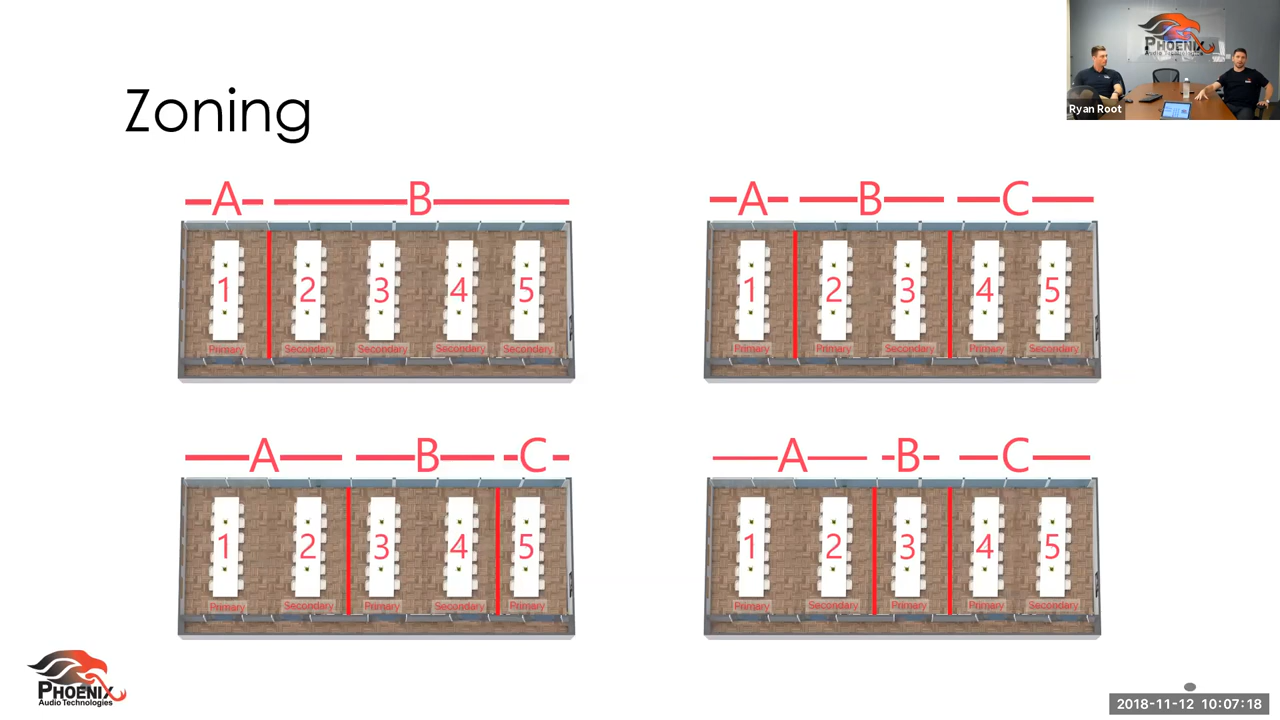 PHOENIX
Audio Technologies
Ryan Root
Zoning
A B
1 2 3 4 5
Primary Secondary Secondary Secondary Secondary
A B C
1 2 3 4 5
Primary Primary Secondary Primary Secondary
A B C
1 2 3 4 5
Primary Secondary Primary Secondary Primary
A B C
1 2 3 4 5
Primary Secondary Primary Primary Secondary
PHOENIX
Audio Technologies
2018-11-12 10:07:18